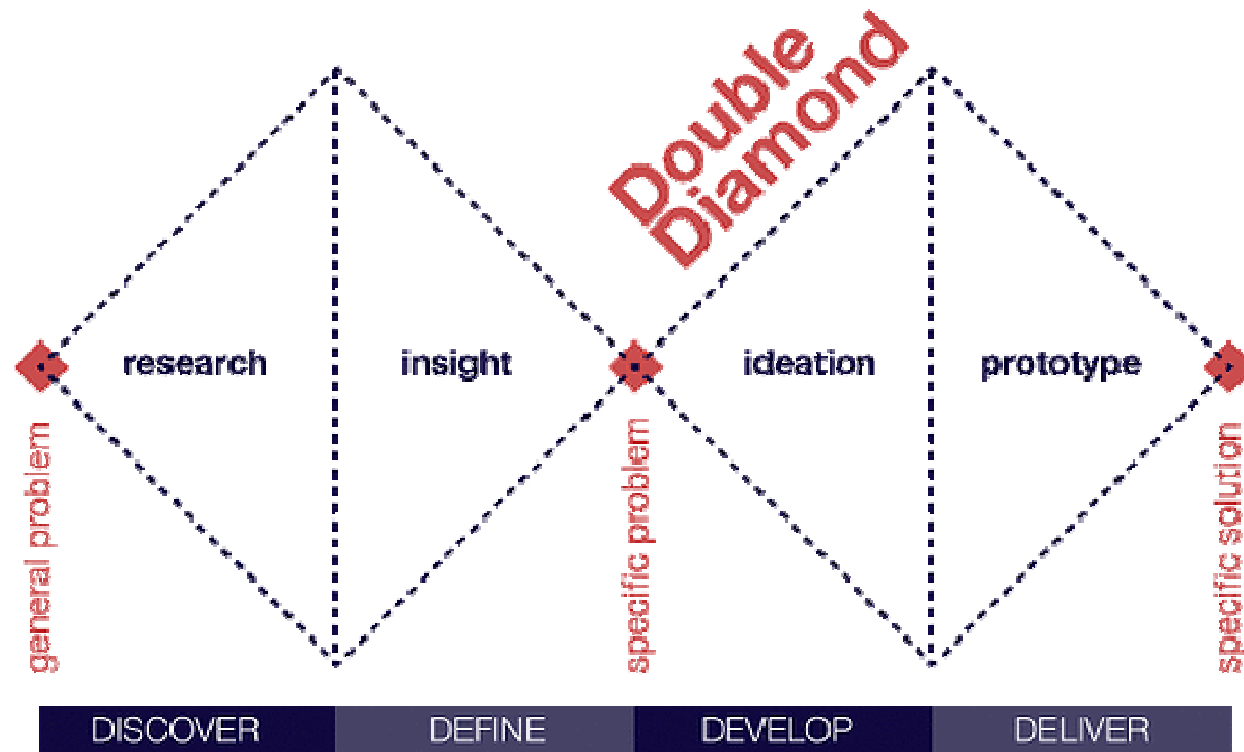 Double
Diamond
research
insight
ideation
prototype
general problem
specific problem
specific solution
DISCOVER
DEFINE
DEVELOP
DELIVER